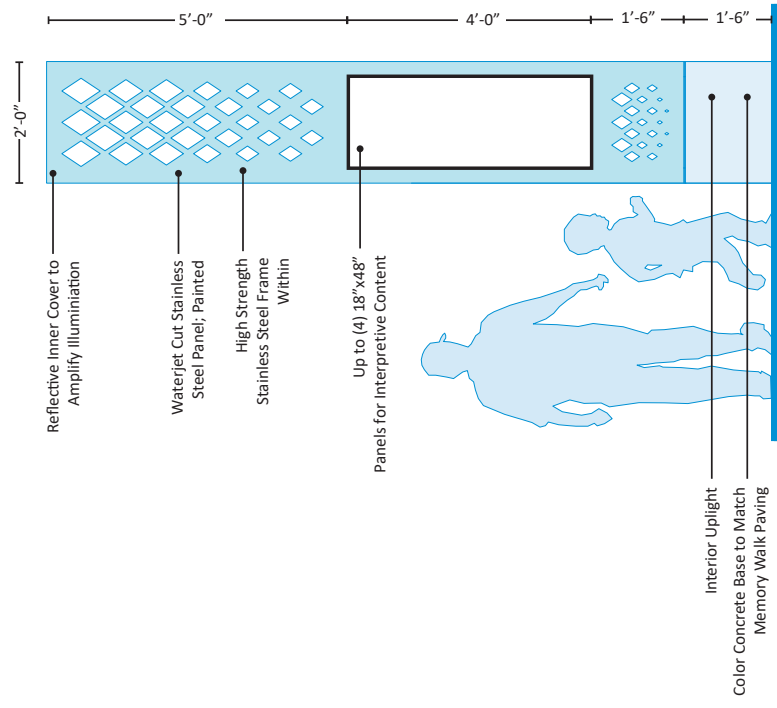 5’-0”
4’-0”
1’-6”
1’-6”
2’-0”
Reflective Inner Cover to
Amplify Illuminiation
Waterjet Cut Stainless
Steel Panel; Painted
High Strength
Stainless Steel Frame
Within
Up to (4) 18”x48”
Panels for Interpretive Content
Interior Uplight
Color Concrete Base to Match
Memory Walk Paving